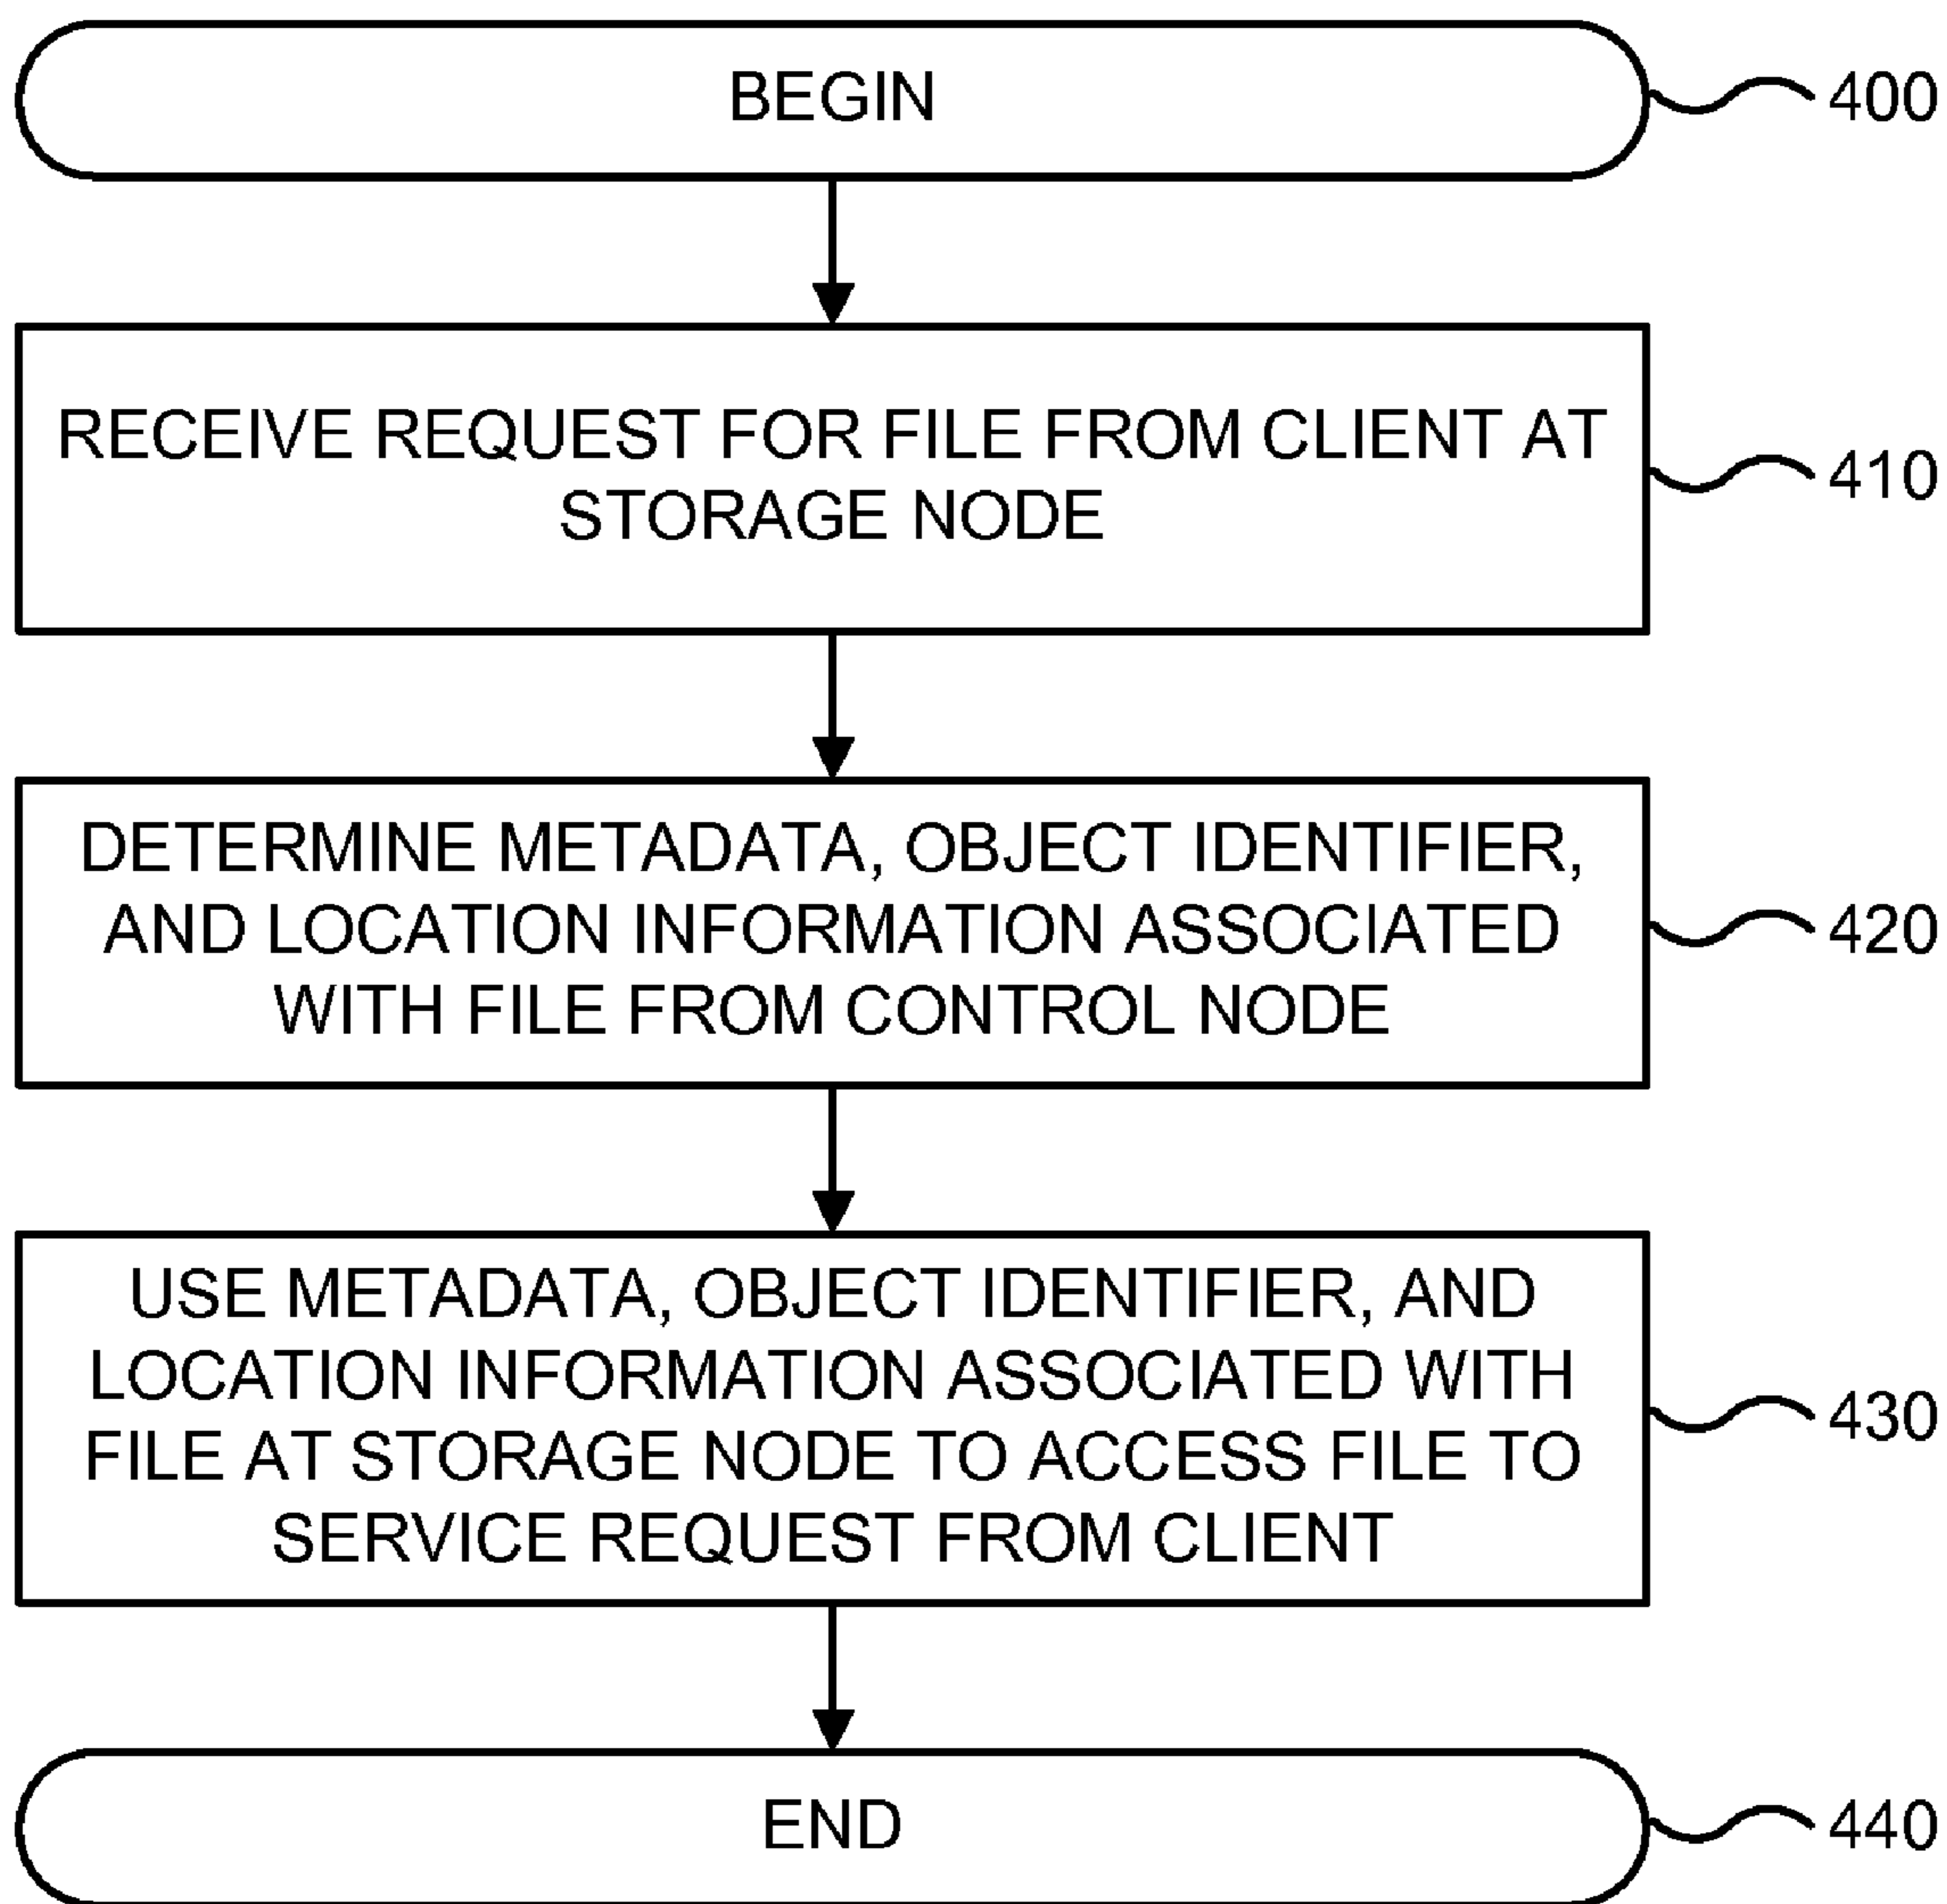 BEGIN
400
RECEIVE REQUEST FOR FILE FROM CLIENT AT
STORAGE NODE
410
DETERMINE METADATA, OBJECT IDENTIFIER,
AND LOCATION INFORMATION ASSOCIATED
WITH FILE FROM CONTROL NODE
420
USE METADATA, OBJECT IDENTIFIER, AND
LOCATION INFORMATION ASSOCIATED WITH
FILE AT STORAGE NODE TO ACCESS FILE TO
SERVICE REQUEST FROM CLIENT
430
END
440